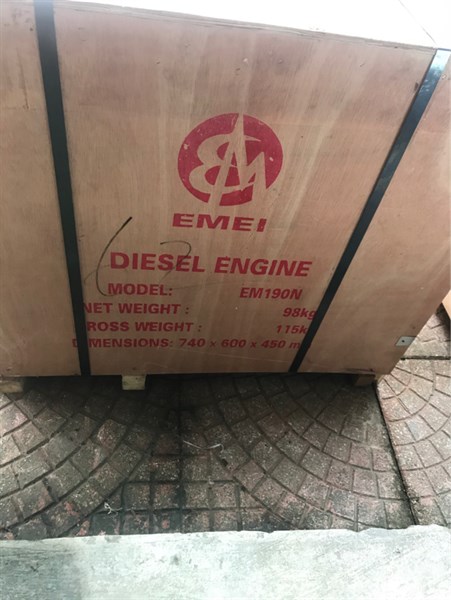 EMEI
DIESEL ENGINE
MODEL: EM190N
NET WEIGHT : 98kg
ROSS WEIGHT : 115k
DIMENSIONS: 740 x 600 x 450 m